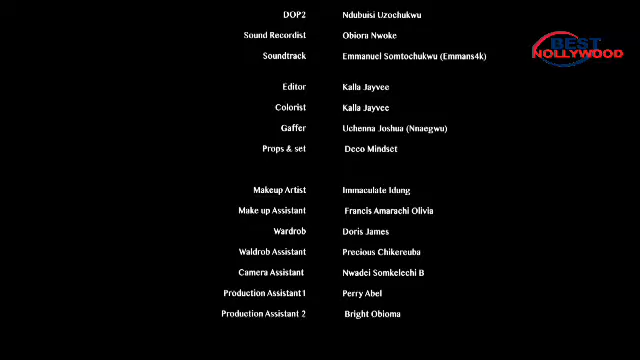 DOP2 Ndubuisi Uzochukwu
Sound Recordist Obiora Nwoke
Soundtrack Emmanuel Somtochukwu (Emmans4k)
BEST
NOLLYWOOD
Editor Kalla Jayvee
Colorist Kalla Jayvee
Gaffer Uchenna Joshua (Nnaegwu)
Props & set Deco Mindset
Makeup Artist Immaculate Idung
Make up Assistant Francis Amarachi Olivia
Wardrob Doris James
Waldrob Assistant Precious Chikereuba
Camera Assistant Nwadei Somkelechi B
Production Assistant1 Perry Abel
Production Assistant 2 Bright Obioma